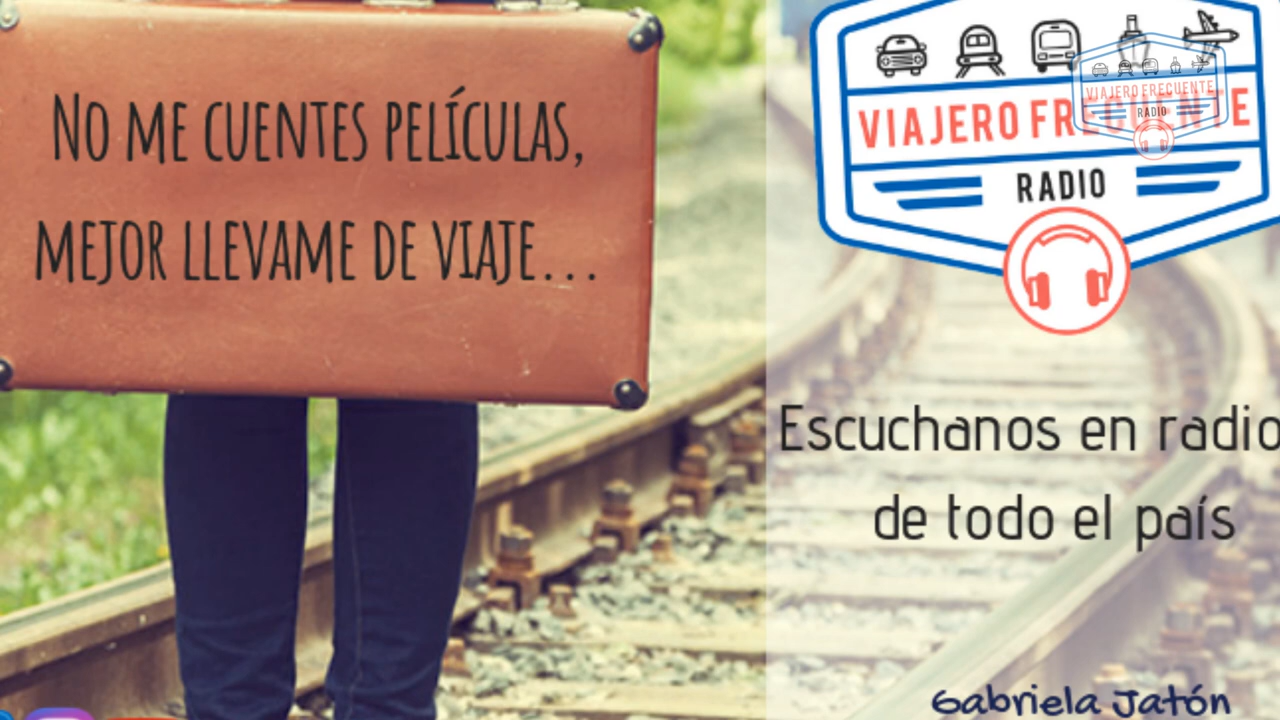 No me cuentes películas,
mejor llevame de viaje...
VIAJERO FRECUENTE
RADIO
VIAJERO FRECUENTE
RADIO
Escuchanos en radio
de todo el país
Gabriela Jatón